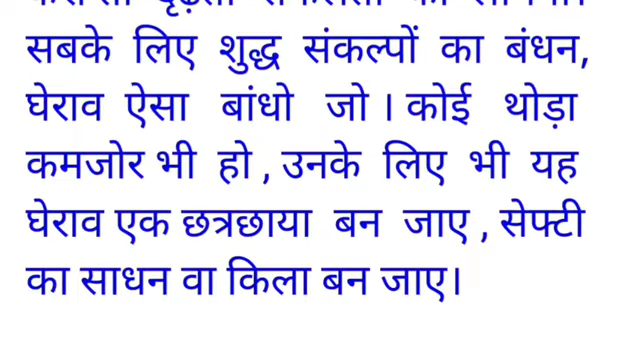 सबके लिए शुद्ध संकल्पों का बंधन,
घेराव ऐसा बांधो जो । कोई थोड़ा
कमजोर भी हो , उनके लिए भी यह
घेराव एक छत्रछाया बन जाए , सेफ्टी
का साधन वा किला बन जाए।